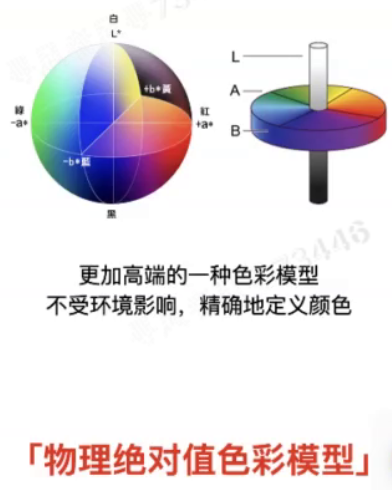 白
L*
+b*黃
綠
-a*
紅
+a*
-b*藍
黑
L
A
B
更加高端的一种色彩模型
不受环境影响，精确地定义颜色
「物理绝对值色彩模型」